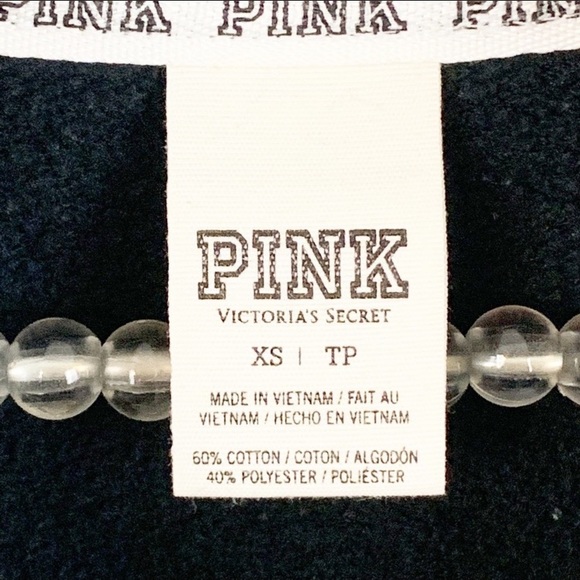 PINK PINK PINK
PINK
VICTORIA'S SECRET
XS | TP
MADE IN VIETNAM / FAIT AU
VIETNAM / HECHO EN VIETNAM
60% COTTON / COTON / ALGODÓN
40% POLYESTER / POLIÉSTER